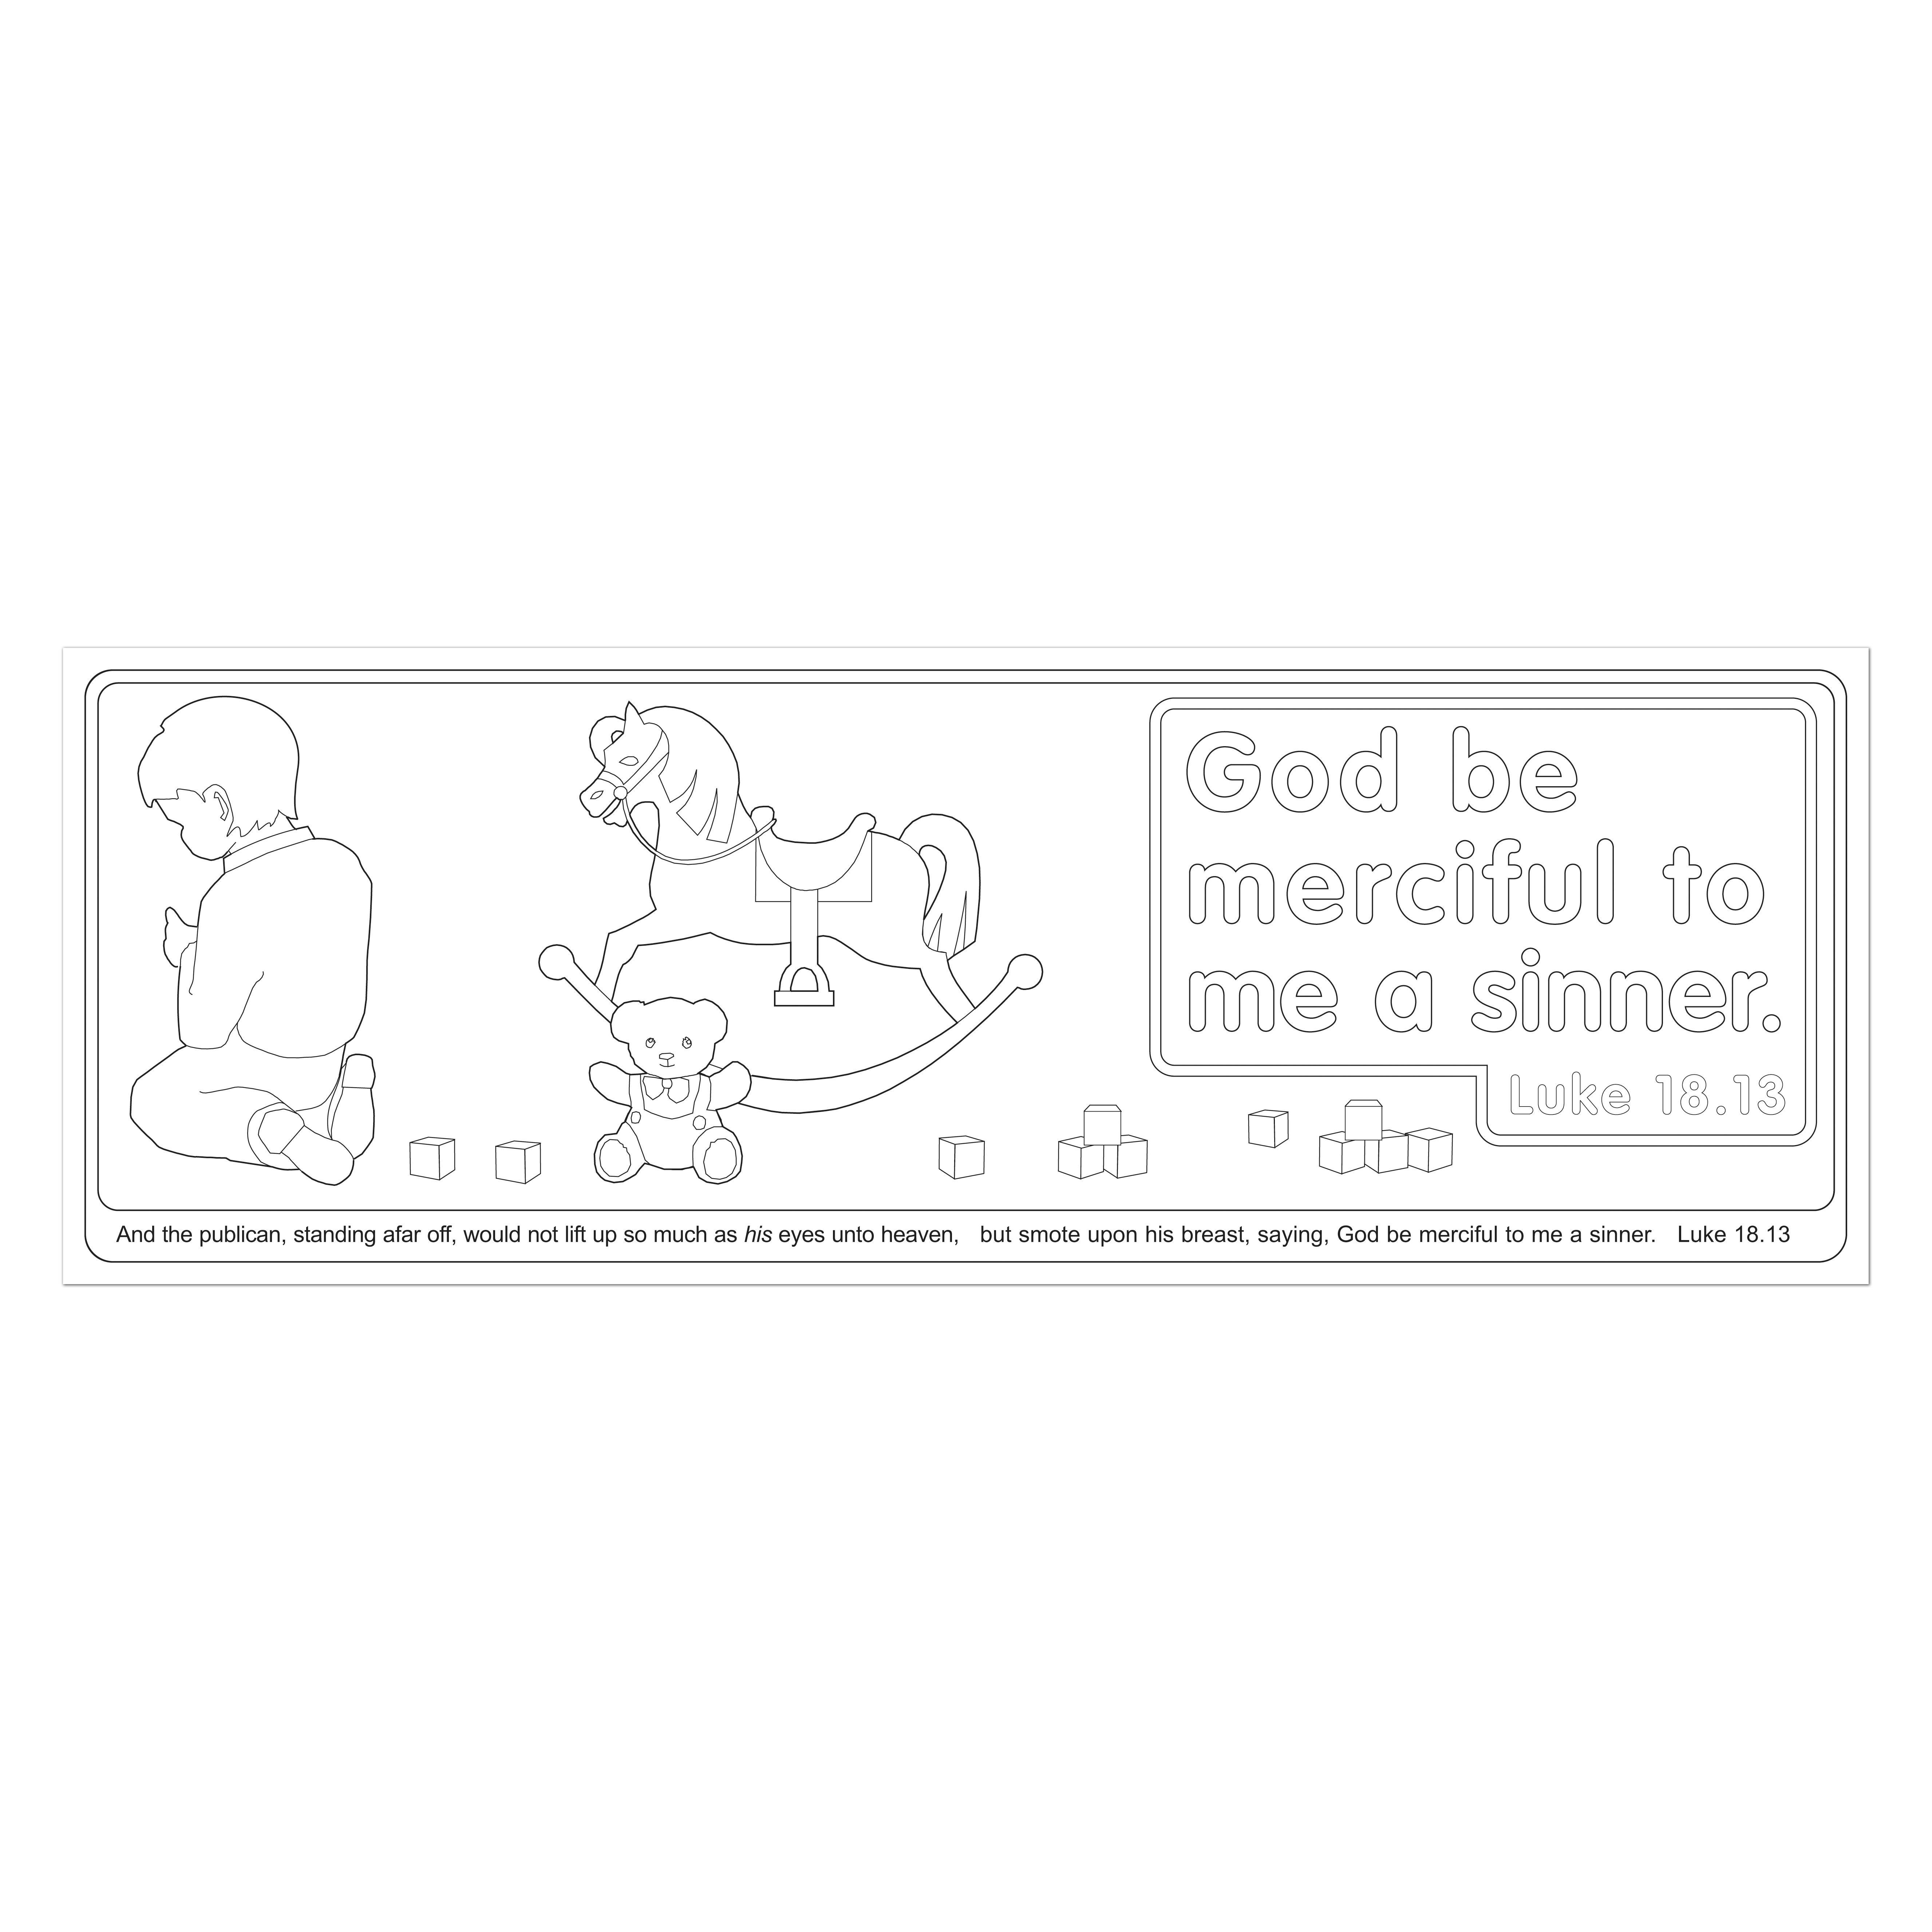 God be
merciful to
me a sinner.
Luke 18.13
And the publican, standing afar off, would not lift up so much as his eyes unto heaven, but smote upon his breast, saying, God be merciful to me a sinner. Luke 18.13